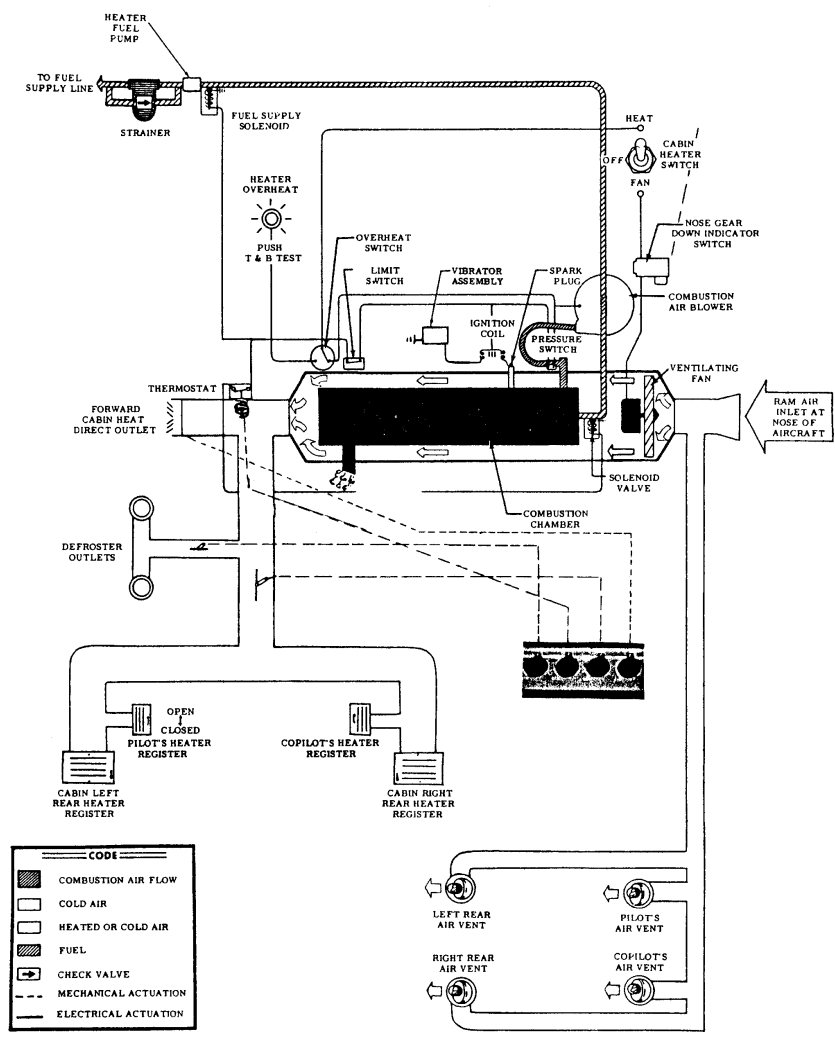 HEATER
FUEL
PUMP
TO FUEL
SUPPLY LINE
STRAINER
FUEL SUPPLY
SOLENOID
HEAT
OFF
CABIN
HEATER
SWITCH
FAN
HEATER
OVERHEAT
PUSH
T & B TEST
NOSE GEAR
DOWN INDICATOR
SWITCH
OVERHEAT
SWITCH
LIMIT
SWITCH
VIBRATOR
ASSEMBLY
SPARK
PLUG
COMBUSTION
AIR BLOWER
IGNITION
COIL
PRESSURE
SWITCH
VENTILATING
FAN
THERMOSTAT
FORWARD
CABIN HEAT
DIRECT OUTLET
RAM AIR
INLET AT
NOSE OF
AIRCRAFT
SOLENOID
VALVE
COMBUSTION
CHAMBER
DEFROSTER
OUTLETS
OPEN
CLOSED
PILOT'S HEATER
REGISTER
COPILOT'S HEATER
REGISTER
CABIN LEFT
REAR HEATER
REGISTER
CABIN RIGHT
REAR HEATER
REGISTER
CODE
COMBUSTION AIR FLOW
COLD AIR
HEATED OR COLD AIR
FUEL
CHECK VALVE
MECHANICAL ACTUATION
ELECTRICAL ACTUATION
LEFT REAR
AIR VENT
PILOT'S
AIR VENT
RIGHT REAR
AIR VENT
COPILOT'S
AIR VENT